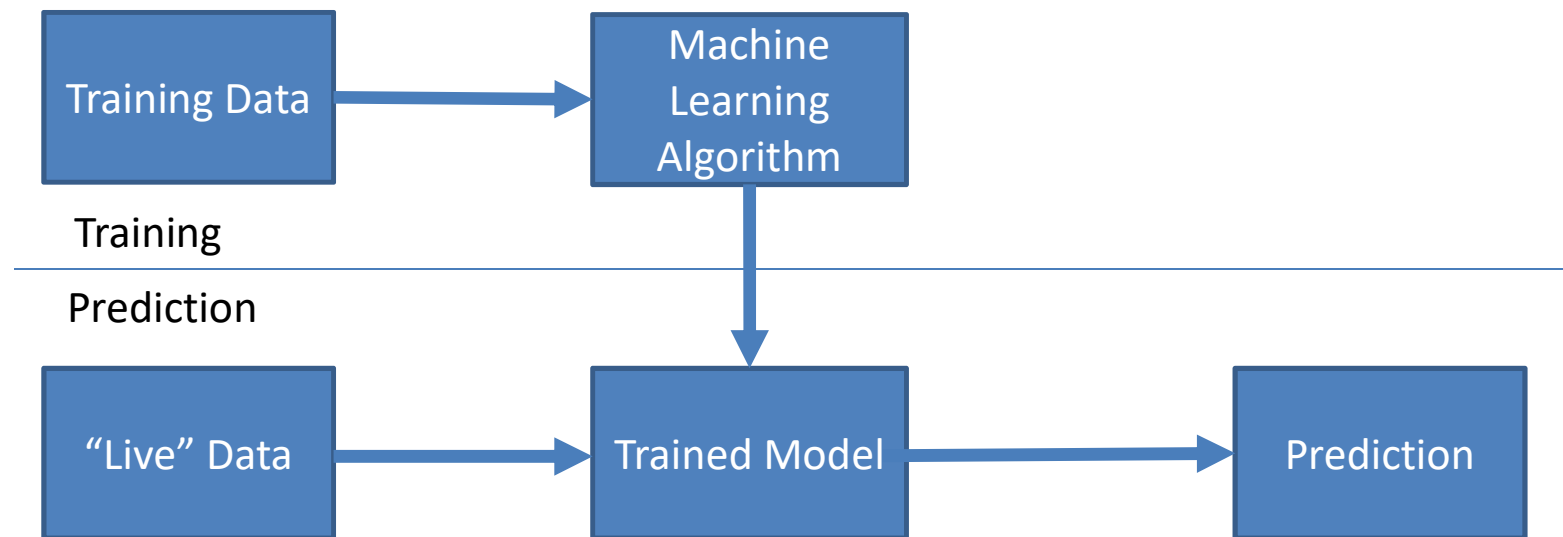 Training Data
Machine
Learning
Algorithm
Training
Prediction
“Live” Data
Trained Model
Prediction